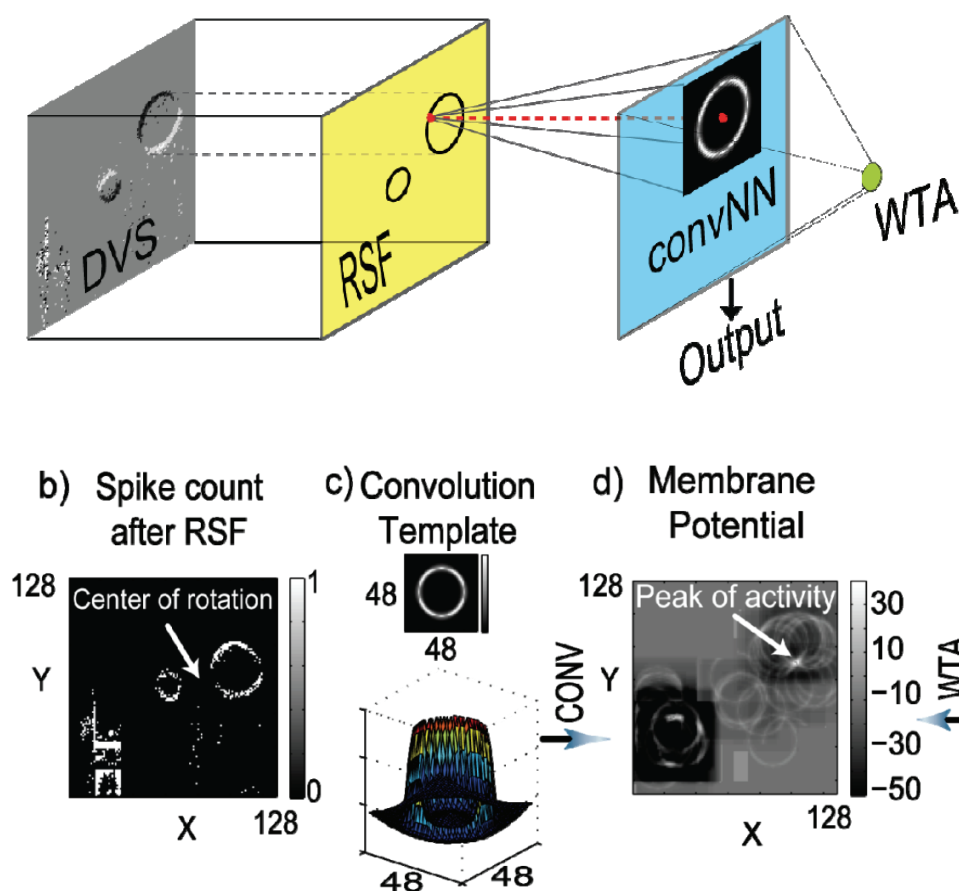 DVS
RSF
convNN
WTA
Output
b) Spike count
after RSF
128
Center of rotation
1
Y
0
X
128
c) Convolution
Template
48
48
48
48
CONV
d) Membrane
Potential
128
Peak of activity
30
10
−10
−30
−50
Y
X
128
WTA